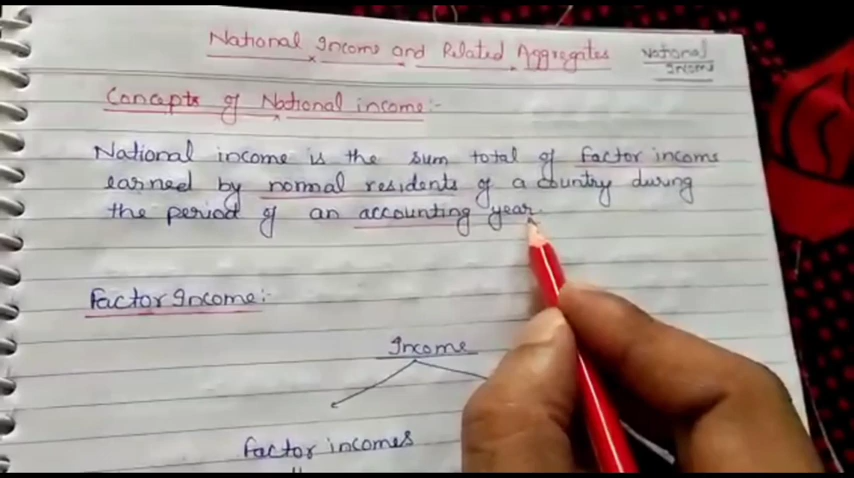 National Income and Related Aggregates
National Income
Concepts of National income:-
National income is the sum total of factor incoms
earned by normal residents of a country during
the period of an accounting year.
Factor Income:-
Income
factor incomes